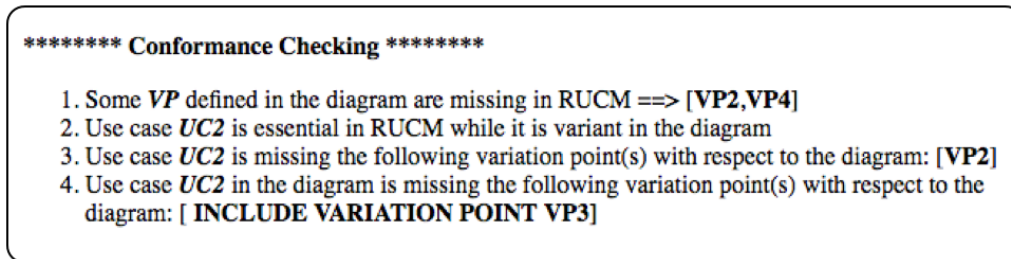 ******** Conformance Checking ********
1. Some VP defined in the diagram are missing in RUCM ==> [VP2,VP4]
2. Use case UC2 is essential in RUCM while it is variant in the diagram
3. Use case UC2 is missing the following variation point(s) with respect to the diagram: [VP2]
4. Use case UC2 in the diagram is missing the following variation point(s) with respect to the
diagram: [ INCLUDE VARIATION POINT VP3]